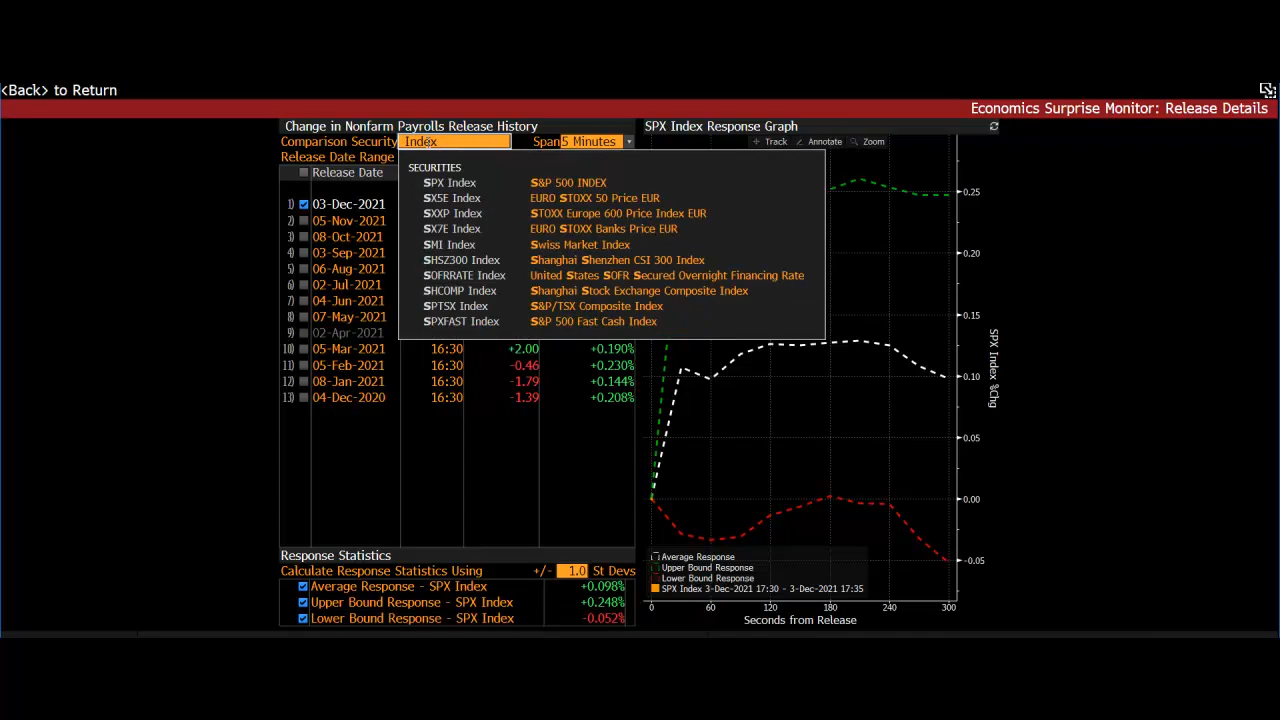 <Back> to Return
Economics Surprise Monitor: Release Details
Change in Nonfarm Payrolls Release History
Comparison Security Index Span 5 Minutes
Release Date Range
Release Date
SECURITIES
SPX Index S&P 500 INDEX
SX5E Index EURO STOXX 50 Price EUR
SXXP Index STOXX Europe 600 Price Index EUR
SX7E Index EURO STOXX Banks Price EUR
SMI Index Swiss Market Index
SHSZ300 Index Shanghai Shenzhen CSI 300 Index
SOFRRATE Index United States SOFR Secured Overnight Financing Rate
SHCOMP Index Shanghai Stock Exchange Composite Index
SPTSX Index S&P/TSX Composite Index
SPXFAST Index S&P 500 Fast Cash Index
1) 03-Dec-2021
2) 05-Nov-2021
3) 08-Oct-2021
4) 03-Sep-2021
5) 06-Aug-2021
6) 02-Jul-2021
7) 04-Jun-2021
8) 07-May-2021
9) 02-Apr-2021
10) 05-Mar-2021 16:30 +2.00 +0.190%
11) 05-Feb-2021 16:30 -0.46 +0.230%
12) 08-Jan-2021 16:30 -1.79 +0.144%
13) 04-Dec-2020 16:30 -1.39 +0.208%
Response Statistics
Calculate Response Statistics Using +/- 1.0 St Devs
Average Response - SPX Index +0.098%
Upper Bound Response - SPX Index +0.248%
Lower Bound Response - SPX Index -0.052%
SPX Index Response Graph
Track Annotate Zoom
0.25
0.20
0.15
0.10
0.05
0.00
-0.05
SPX Index %Chg
Average Response
Upper Bound Response
Lower Bound Response
SPX Index 3-Dec-2021 17:30 - 3-Dec-2021 17:35
0 60 120 180 240 300
Seconds from Release